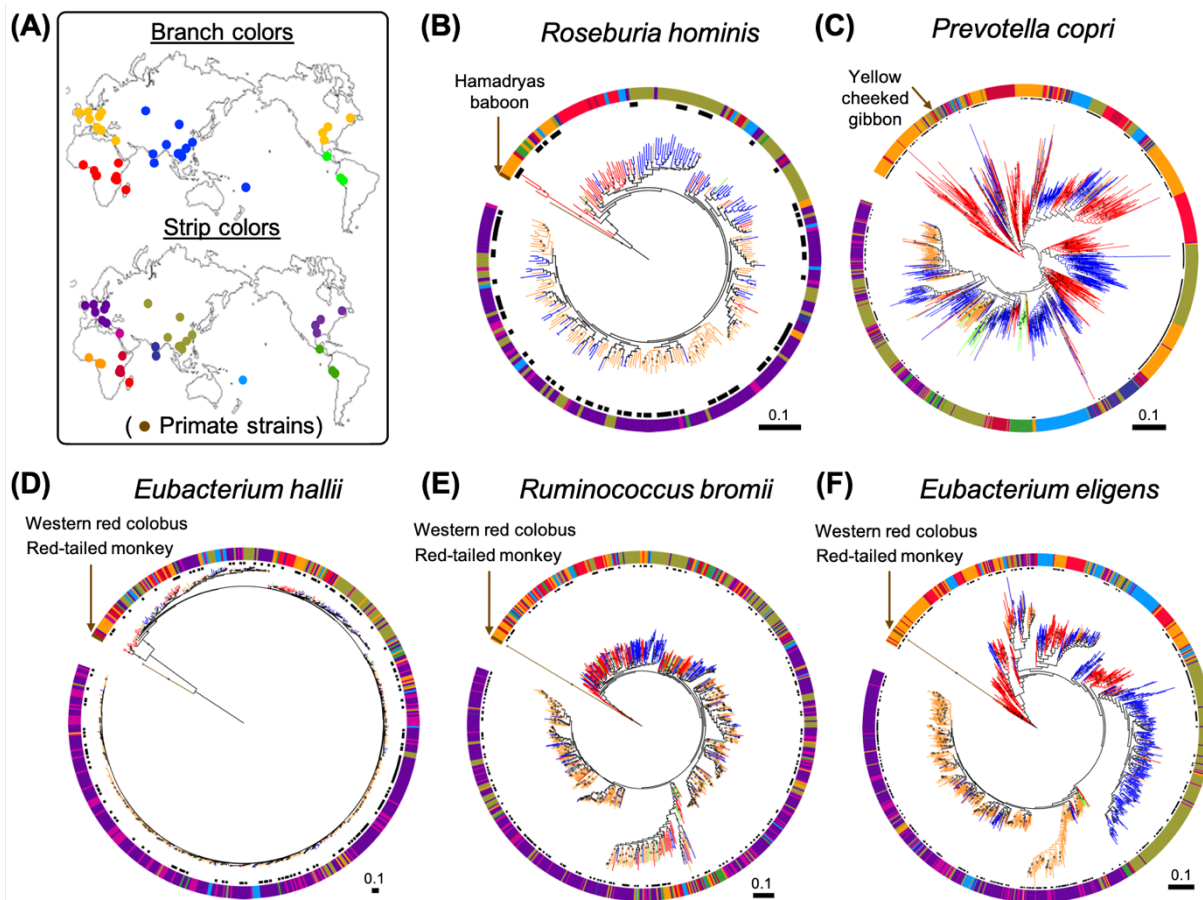 (A)
Branch colors
Strip colors
( Primate strains)
(B)
Roseburia hominis
Hamadryas
baboon
0.1
(C)
Prevotella copri
Yellow
cheeked
gibbon
0.1
(D)
Eubacterium hallii
Western red colobus
Red-tailed monkey
0.1
(E)
Ruminococcus bromii
Western red colobus
Red-tailed monkey
0.1
(F)
Eubacterium eligens
Western red colobus
Red-tailed monkey
0.1